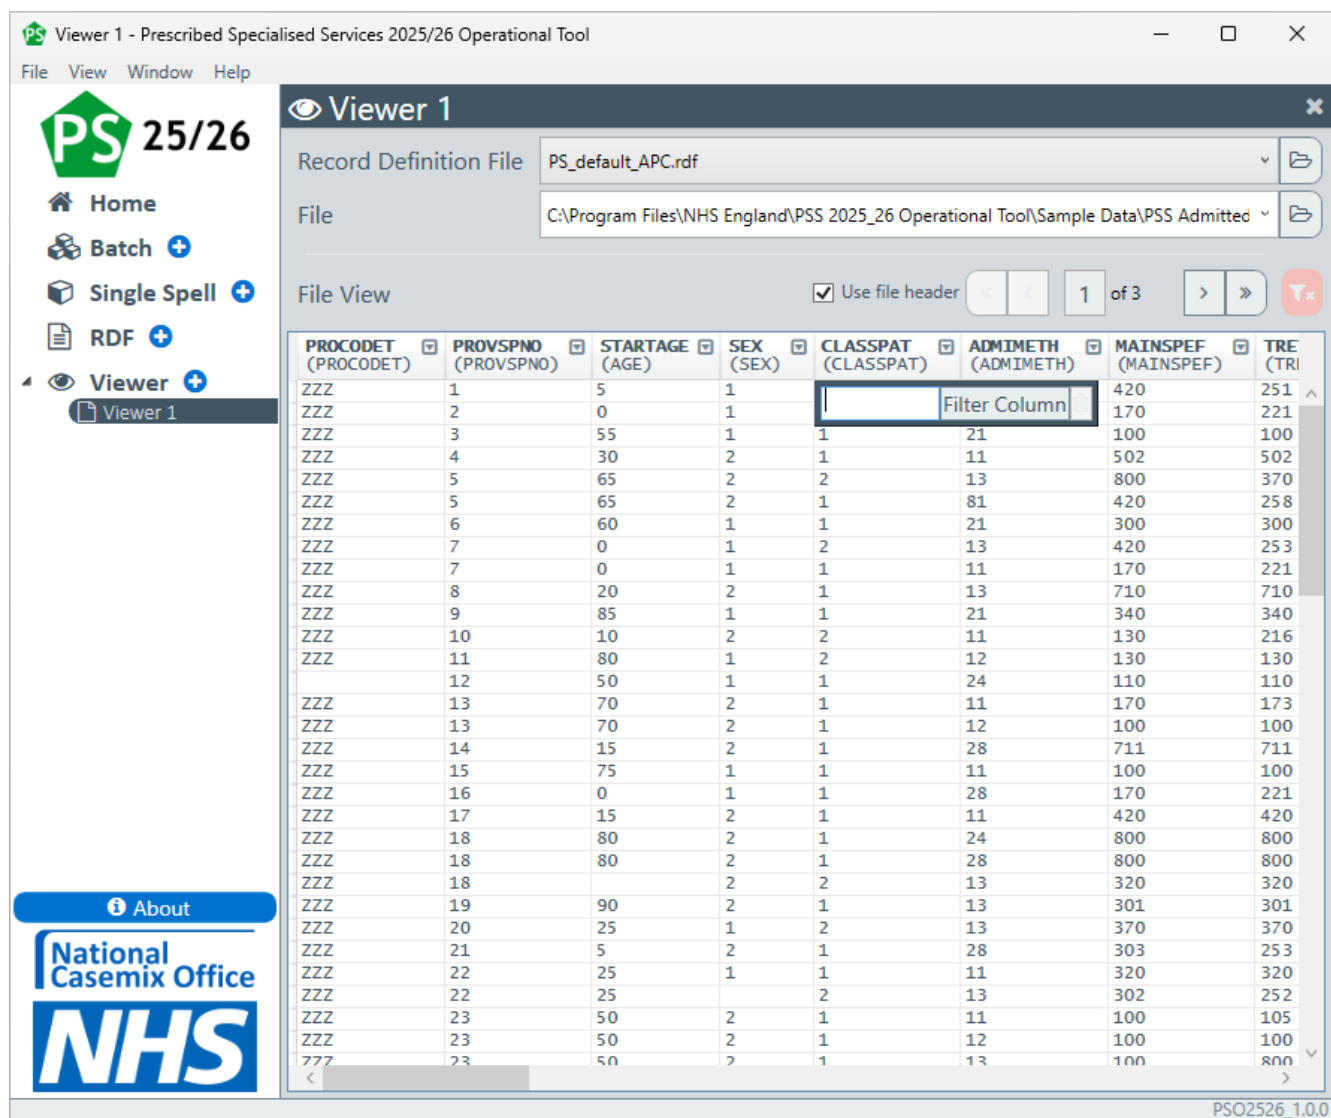 PS Viewer 1 - Prescribed Specialised Services 2025/26 Operational Tool
File View Window Help
PS 25/26
Home
Batch
Single Spell
RDF
Viewer
Viewer 1
About
National
Casemix Office
NHS
Viewer 1
Record Definition File PS_default_APC.rdf
File C:\Program Files\NHS England\PSS 2025_26 Operational Tool\Sample Data\PSS Admitted
File View Use file header 1 of 3
PROCODET PROVSPNO STARTAGE SEX CLASSPAT ADMIMETH MAINSPEF TRE
(PROCODET) (PROVSPNO) (AGE) (SEX) (CLASSPAT) (ADMIMETH) (MAINSPEF) (TRE
Filter Column
ZZZ 1 5 1 420 251
ZZZ 2 0 1 170 221
ZZZ 3 55 1 1 21 100 100
ZZZ 4 30 2 1 11 502 502
ZZZ 5 65 2 2 13 800 370
ZZZ 5 65 2 1 81 420 258
ZZZ 6 60 1 1 21 300 300
ZZZ 7 0 1 2 13 420 253
ZZZ 7 0 1 1 11 170 221
ZZZ 8 20 2 1 13 710 710
ZZZ 9 85 1 1 21 340 340
ZZZ 10 10 2 2 11 130 216
ZZZ 11 80 1 2 12 130 130
12 50 1 1 24 110 110
ZZZ 13 70 2 1 11 170 173
ZZZ 13 70 2 1 12 100 100
ZZZ 14 15 2 1 28 711 711
ZZZ 15 75 1 1 11 100 100
ZZZ 16 0 1 1 28 170 221
ZZZ 17 15 2 1 11 420 420
ZZZ 18 80 2 1 24 800 800
ZZZ 18 80 2 1 28 800 800
ZZZ 18 2 2 13 320 320
ZZZ 19 90 2 1 13 301 301
ZZZ 20 25 1 2 13 370 370
ZZZ 21 5 2 1 28 303 253
ZZZ 22 25 1 1 11 320 320
ZZZ 22 25 2 13 302 252
ZZZ 23 50 2 1 11 100 105
ZZZ 23 50 2 1 12 100 100
ZZZ 23 50 2 1 13 100 800
PSO2526_1.0.0